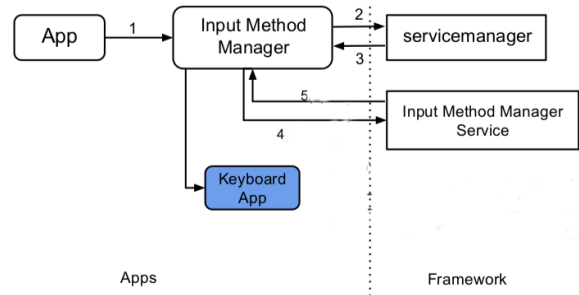 App
1
Input Method
Manager
2
3
servicemanager
5
4
Input Method Manager
Service
Keyboard
App
Apps
Framework